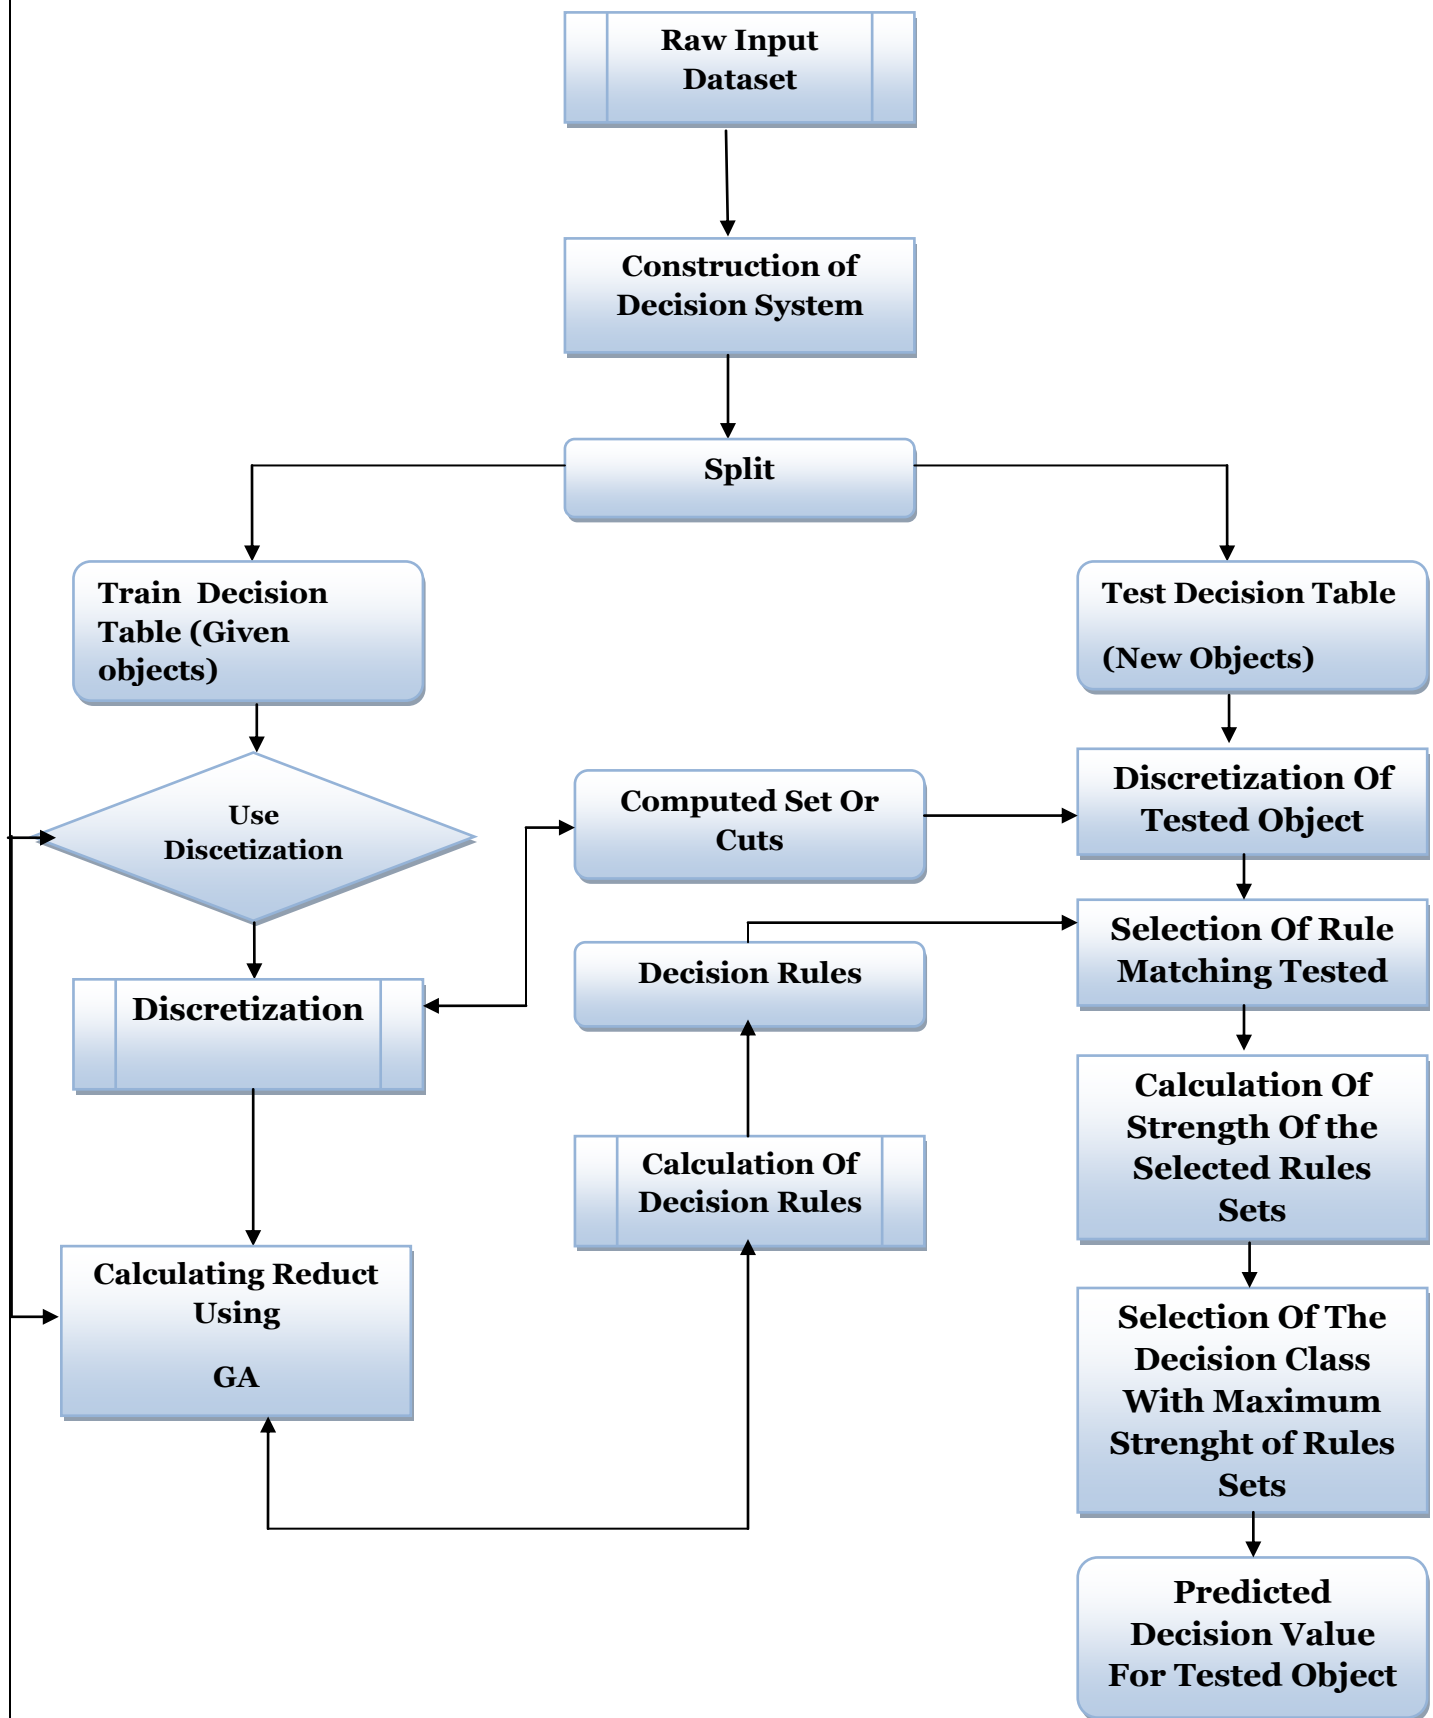 Raw Input
Dataset
Construction of
Decision System
Split
Train  Decision
Table (Given
objects)
Test Decision Table
(New Objects)
Use
Discetization
Computed Set Or
Cuts
Discretization Of
Tested Object
Decision Rules
Selection Of Rule
Matching Tested
Discretization
Calculation Of
Decision Rules
Calculation Of
Strength Of the
Selected Rules
Sets
Calculating Reduct
Using
GA
Selection Of The
Decision Class
With Maximum
Strenght of Rules
Sets
Predicted
Decision Value
For Tested Object